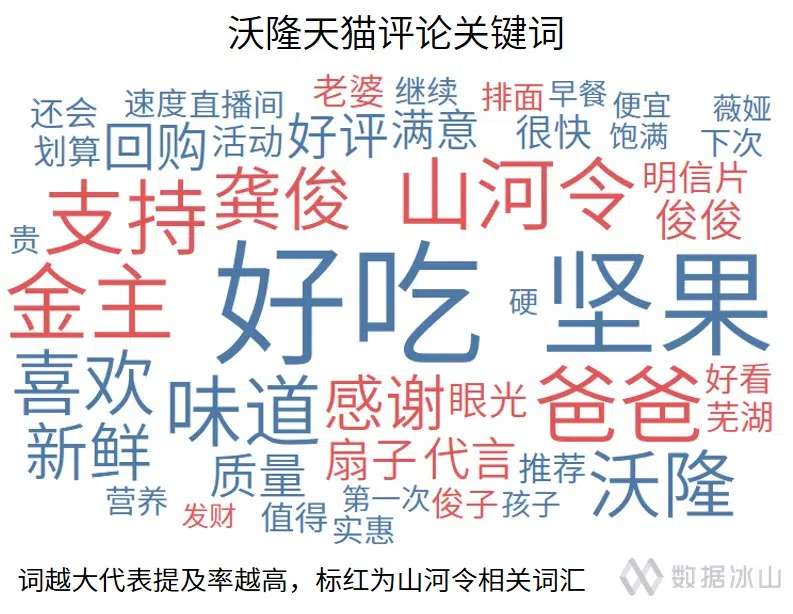 沃隆天猫评论关键词
还会 速度 直播间 老婆 继续 排面 早餐 便宜 薇娅
划算 回购 活动 好评 满意 很快 饱满 下次
支持 龚俊 山河令 明信片
俊俊
贵
金主 好吃 硬 坚果
喜欢 味道 感谢 眼光 爸爸 好看
芜湖
新鲜 质量 扇子 代言 推荐 沃隆
营养 发财 值得 第一次 俊子 孩子
实惠
词越大代表提及率越高，标红为山河令相关词汇
数据冰山